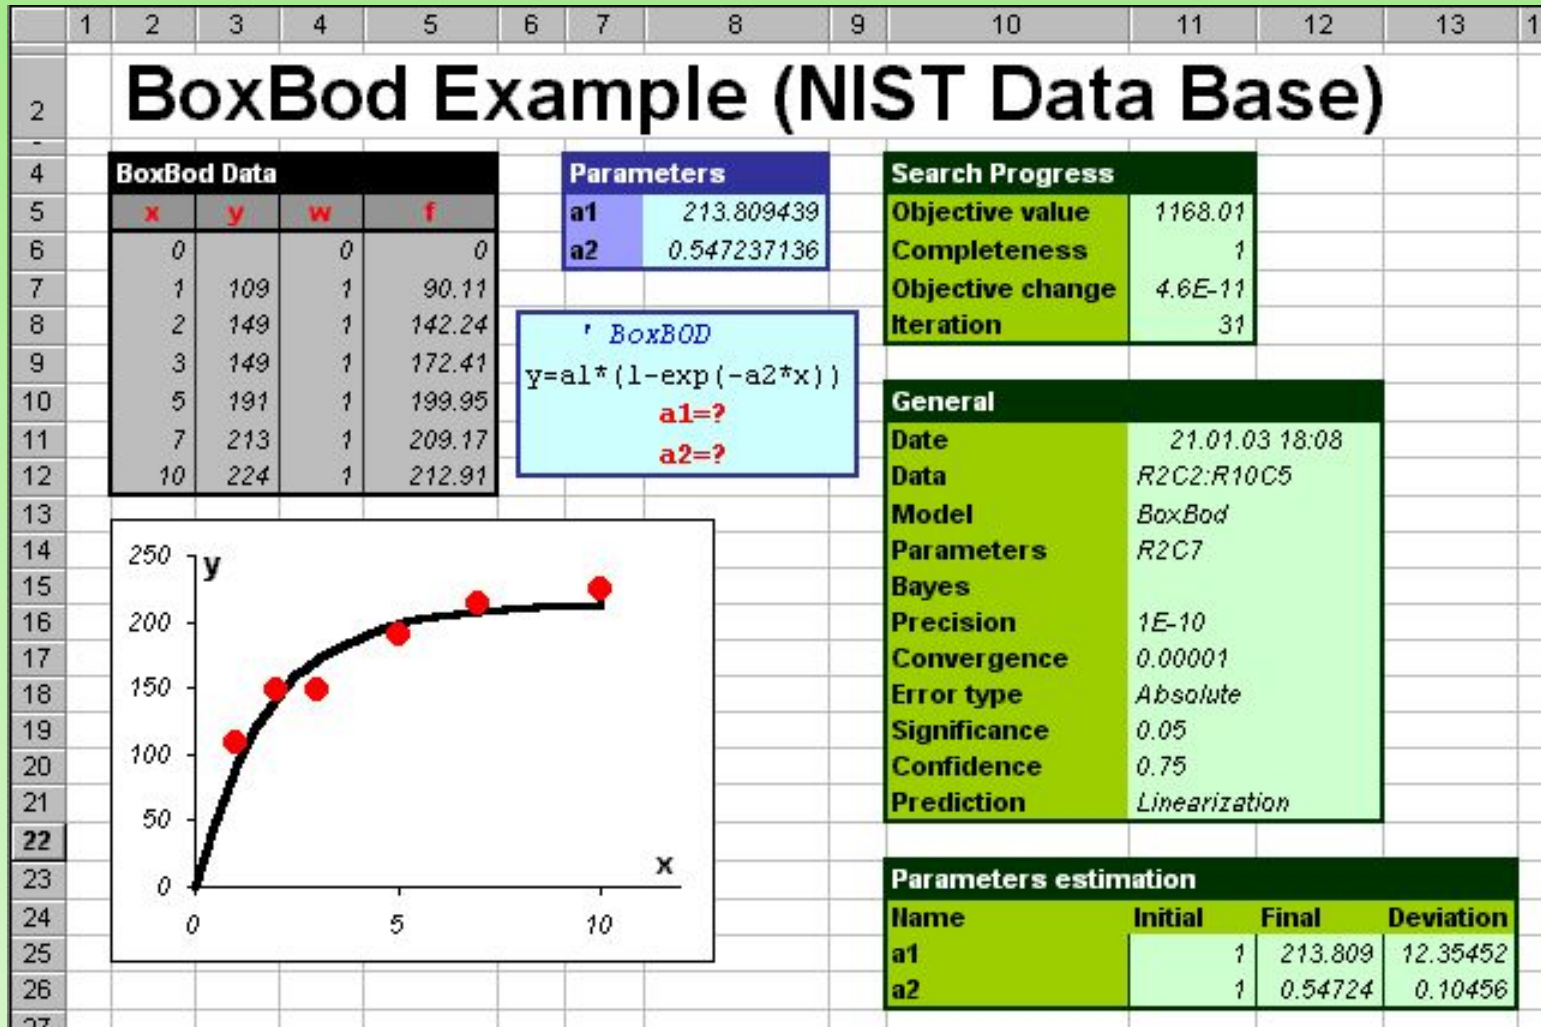 1 2 3 4 5 6 7 8 9 10 11 12 13 1
2 BoxBod Example (NIST Data Base)
4 BoxBod Data Parameters Search Progress
5 x y w f a1 213.809439 Objective value 1168.01
6 0 0 0 a2 0.547237136 Completeness 1
7 1 109 1 90.11 Objective change 4.6E-11
8 2 149 1 142.24 ' BoxBOD Iteration 31
9 3 149 1 172.41 y=a1*(1-exp(-a2*x))
10 5 191 1 199.95 a1=? General
11 7 213 1 209.17 a2=? Date 21.01.03 18:08
12 10 224 1 212.91 Data R2C2:R10C5
13 Model BoxBod
14 250 y Parameters R2C7
15 Bayes
16 200 Precision 1E-10
17 Convergence 0.00001
18 150 Error type Absolute
19 Significance 0.05
20 100 Confidence 0.75
21 50 Prediction Linearization
22
23 0 x Parameters estimation
24 0 5 10 Name Initial Final Deviation
25 a1 1 213.809 12.35452
26 a2 1 0.54724 0.10456
27